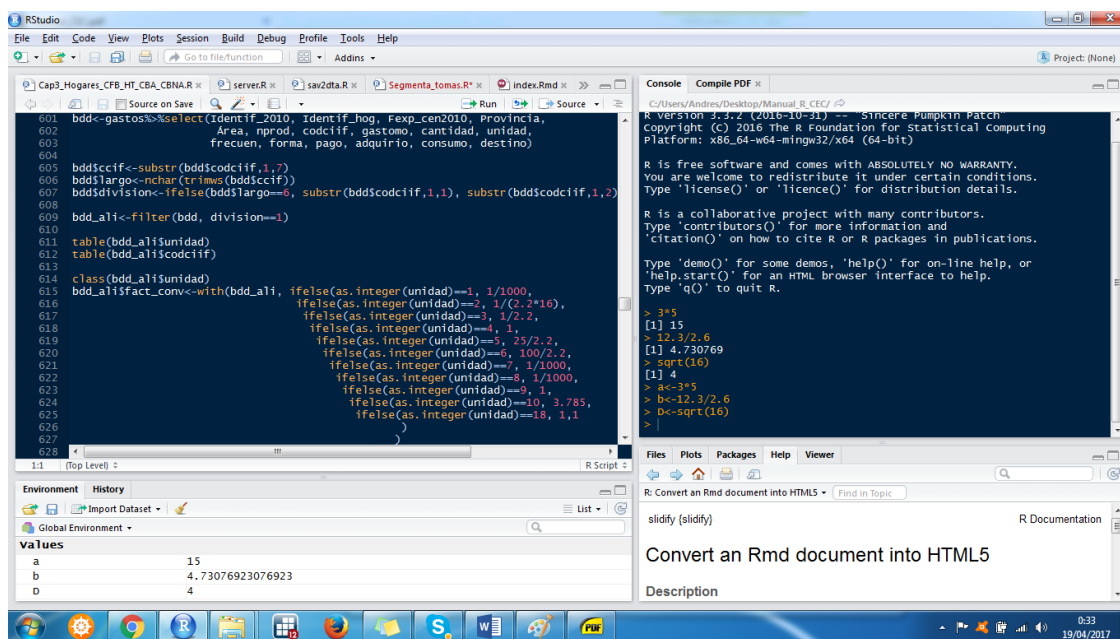 RStudio
File Edit Code View Plots Session Build Debug Profile Tools Help
Go to file/function Addins Project: (None)
Cap3_Hogares_CFB_HT_CBA_CBNA.R server.R sav2dta.R Segmenta_tomas.R* index.Rmd
Source on Save Run Source
601 bdd<-gastos%>%select(Identif_2010, Identif_hog, Fexp_cen2010, Provincia,
602 Área, nprod, codciif, gastomo, cantidad, unidad,
603 frecuen, forma, pago, adquirio, consumo, destino)
604
605 bdd$ccif<-substr(bdd$codciif,1,7)
606 bdd$largo<-nchar(trimws(bdd$ccif))
607 bdd$division<-ifelse(bdd$largo==6, substr(bdd$codciif,1,1), substr(bdd$codciif,1,2)
608
609 bdd_ali<-filter(bdd, division==1)
610
611 table(bdd_ali$unidad)
612 table(bdd_ali$codciif)
613
614 class(bdd_ali$unidad)
615 bdd_ali$fact_conv<-with(bdd_ali, ifelse(as.integer(unidad)==1, 1/1000,
616 ifelse(as.integer(unidad)==2, 1/(2.2*16),
617 ifelse(as.integer(unidad)==3, 1/2.2,
618 ifelse(as.integer(unidad)==4, 1,
619 ifelse(as.integer(unidad)==5, 25/2.2,
620 ifelse(as.integer(unidad)==6, 100/2.2,
621 ifelse(as.integer(unidad)==7, 1/1000,
622 ifelse(as.integer(unidad)==8, 1/1000,
623 ifelse(as.integer(unidad)==9, 1,
624 ifelse(as.integer(unidad)==10, 3.785,
625 ifelse(as.integer(unidad)==18, 1,1
626 )
627 )
628
1:1 (Top Level) R Script
Environment History
Import Dataset List
Global Environment
Values
a 15
b 4.73076923076923
D 4
Console Compile PDF
C:/Users/Andres/Desktop/Manual_R_CEC/
R version 3.3.2 (2016-10-31) -- "Sincere Pumpkin Patch"
Copyright (C) 2016 The R Foundation for Statistical Computing
Platform: x86_64-w64-mingw32/x64 (64-bit)
R is free software and comes with ABSOLUTELY NO WARRANTY.
You are welcome to redistribute it under certain conditions.
Type 'license()' or 'licence()' for distribution details.
R is a collaborative project with many contributors.
Type 'contributors()' for more information and
'citation()' on how to cite R or R packages in publications.
Type 'demo()' for some demos, 'help()' for on-line help, or
'help.start()' for an HTML browser interface to help.
Type 'q()' to quit R.
> 3*5
[1] 15
> 12.3/2.6
[1] 4.730769
> sqrt(16)
[1] 4
> a<-3*5
> b<-12.3/2.6
> D<-sqrt(16)
>
Files Plots Packages Help Viewer
R: Convert an Rmd document into HTML5 Find in Topic
slidify {slidify} R Documentation
Convert an Rmd document into HTML5
Description
0:33
19/04/2017